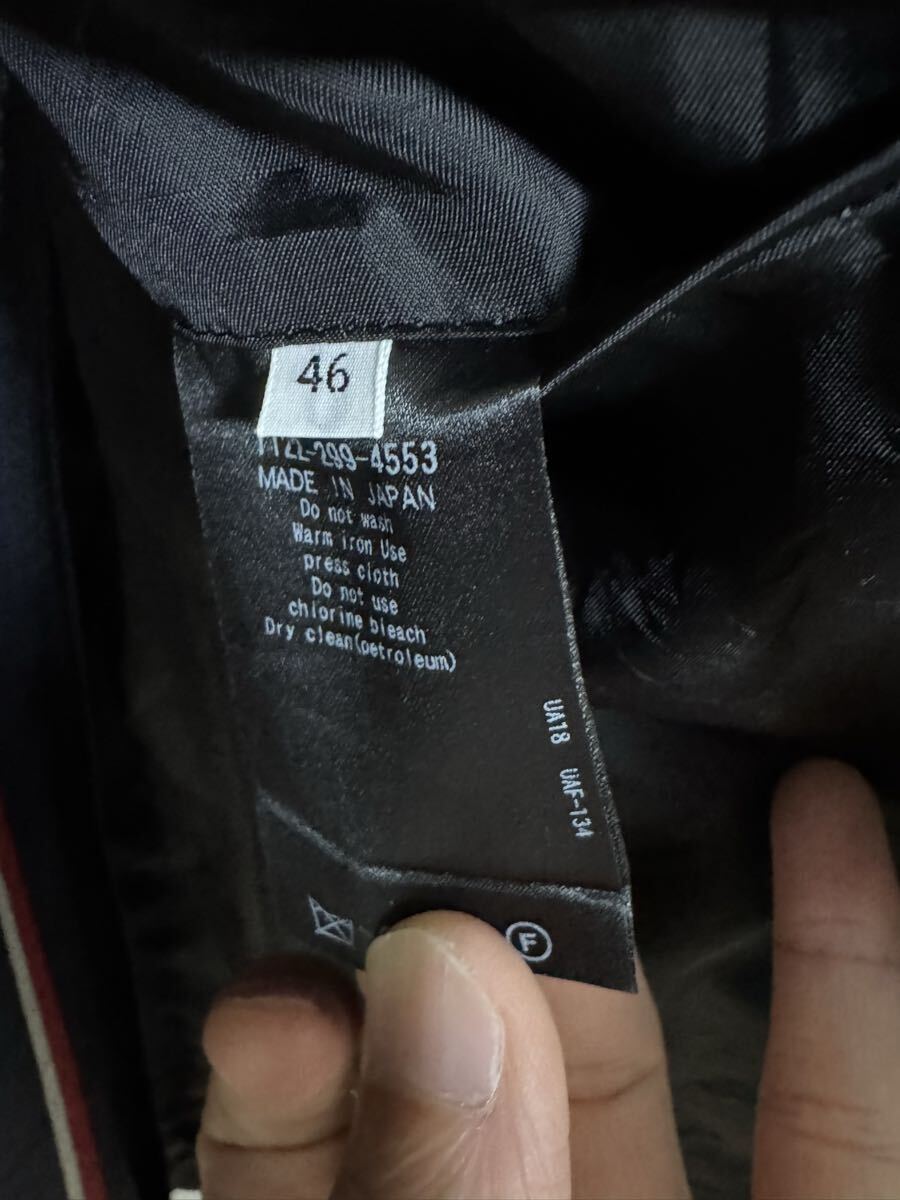 46
1122-299-4553
MADE IN JAPAN
Do not wash
Warm iron Use
press cloth
Do not use
chlorine bleach
Dry clean(petroleum)
UA18 UAF-134
F